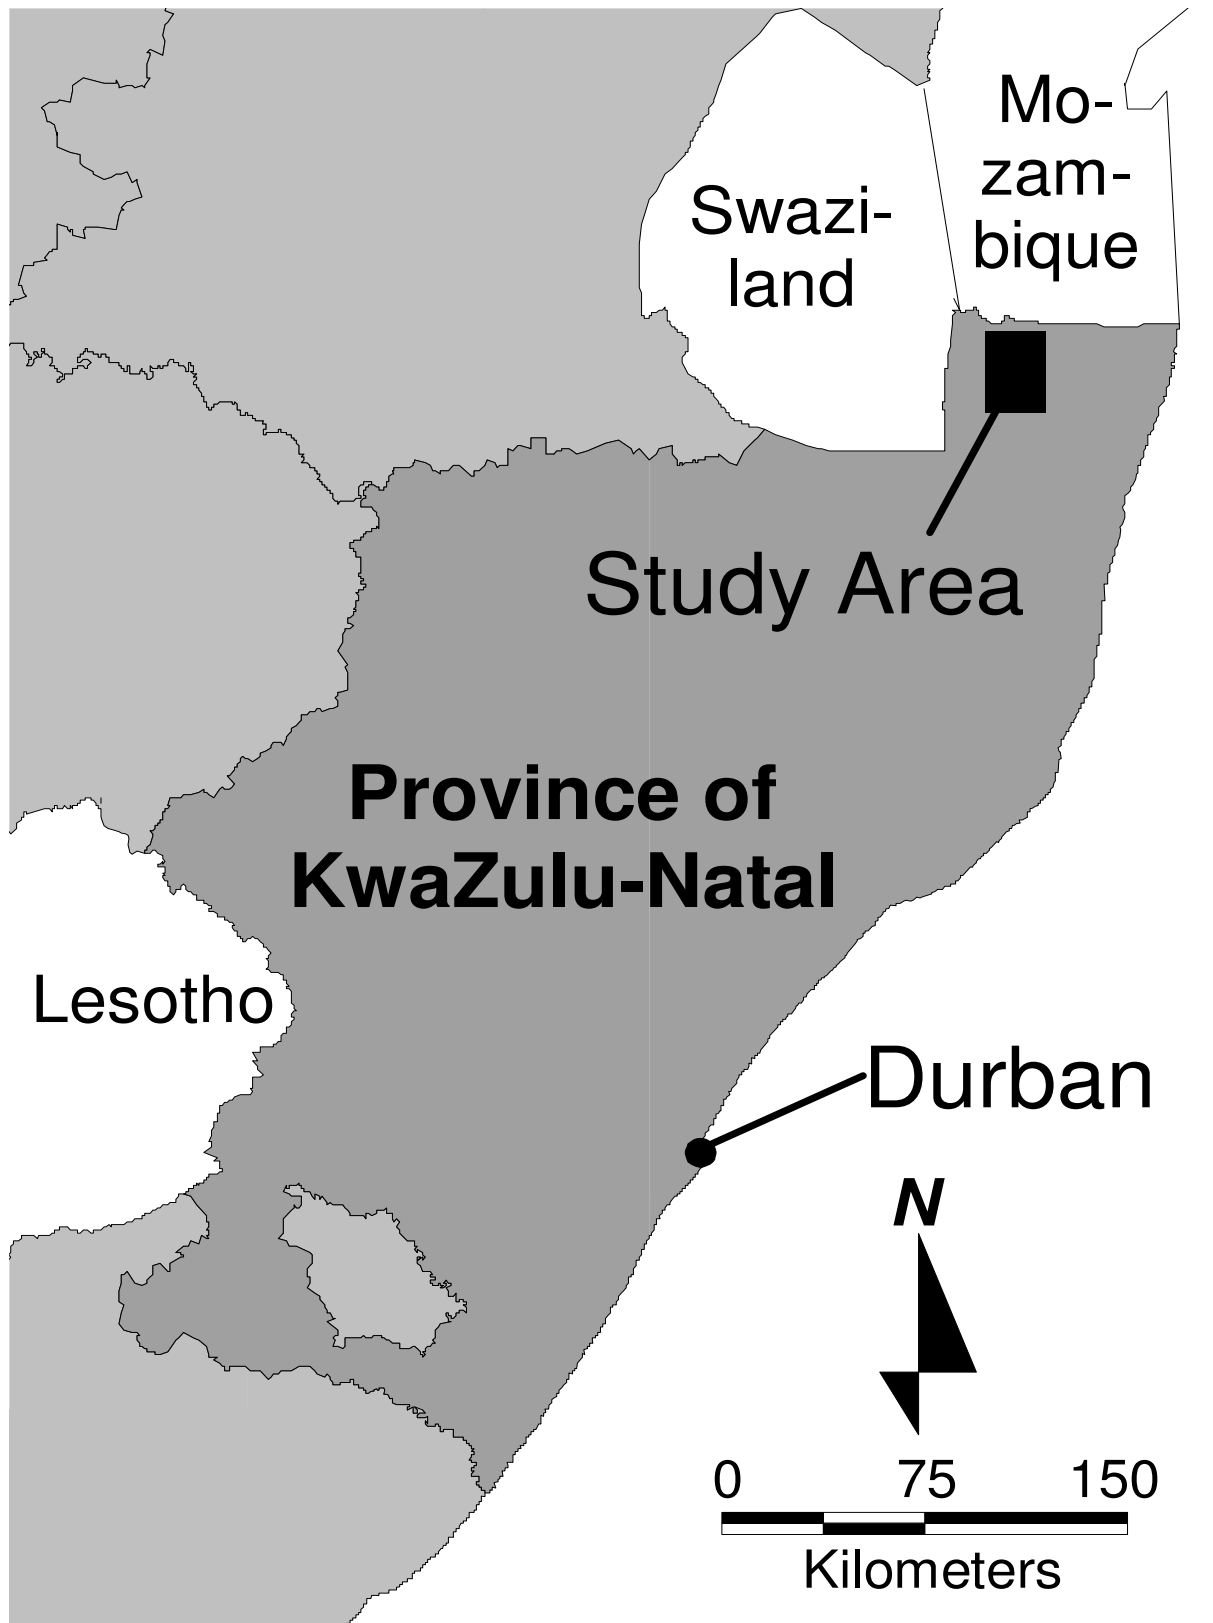 Mo-
zam-
bique
Swazi-
land
Study Area
Province of
KwaZulu-Natal
Lesotho
Durban
N
0 75 150
Kilometers